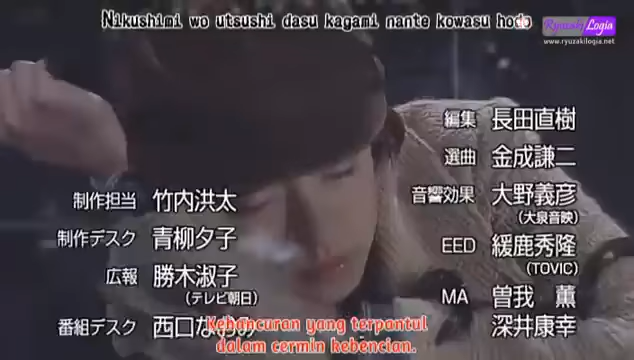 Nikushimi wo utsushi dasu kagami nante kowasu hodo
Ryuzaki Logia
www.ryuzakilogia.net
編集 長田直樹
選曲 金成謙二
制作担当 竹内洪太
音響効果 大野義彦
(大泉音映)
制作デスク 青柳夕子
EED 緩鹿秀隆
(TOVIC)
広報 勝木淑子
(テレビ朝日)
MA 曽我 薫
番組デスク 西口な
深井康幸
Kehancuran yang terpantul
dalam cermin kebencian.